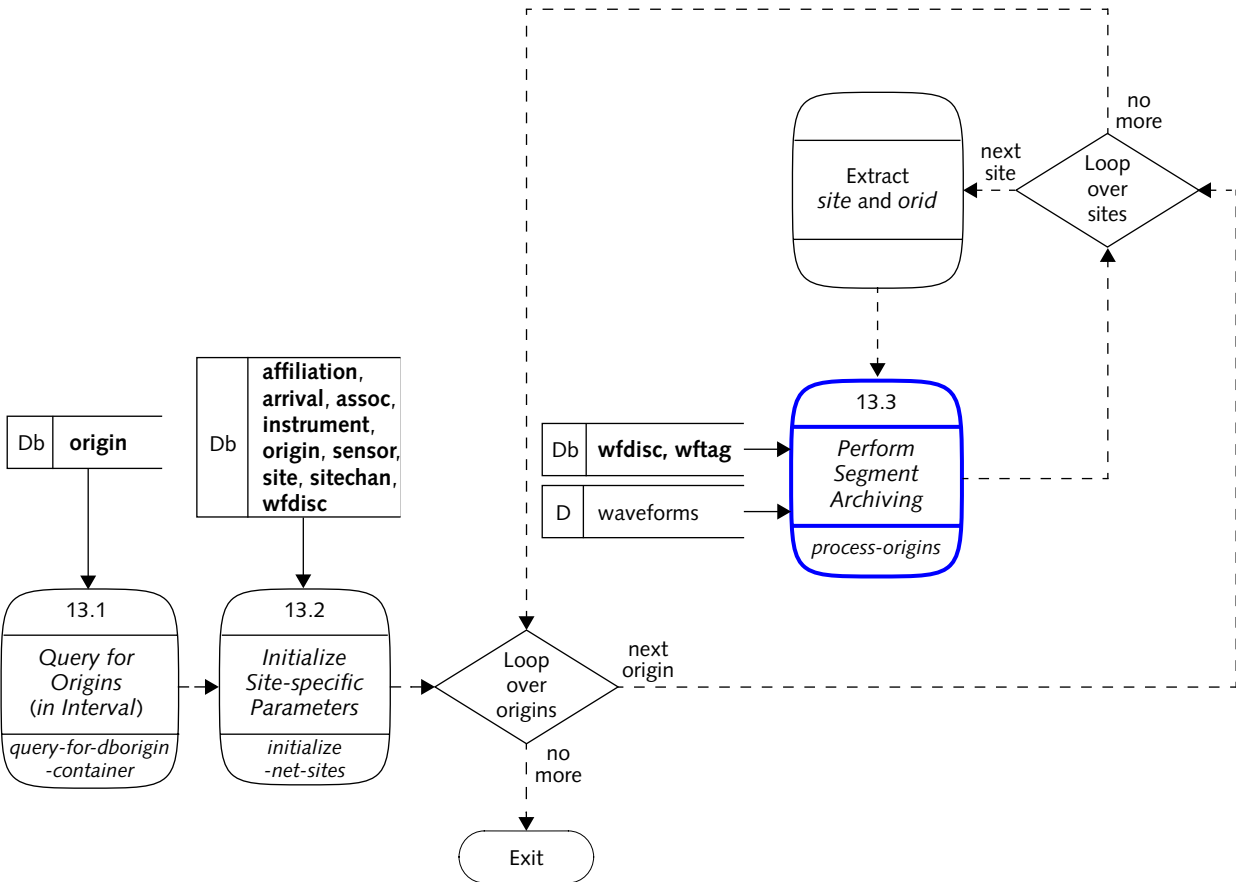 no
more
next
site
Loop
over
sites
Extract
site and orid
affiliation,
arrival, assoc,
instrument,
origin, sensor,
site, sitechan,
wfdisc
Db
Db
origin
13.3
Perform
Segment
Archiving
process-origins
Db
wfdisc, wftag
D
waveforms
13.1
Query for
Origins
(in Interval)
query-for-dborigin
-container
13.2
Initialize
Site-specific
Parameters
initialize
-net-sites
Loop
over
origins
next
origin
no
more
Exit